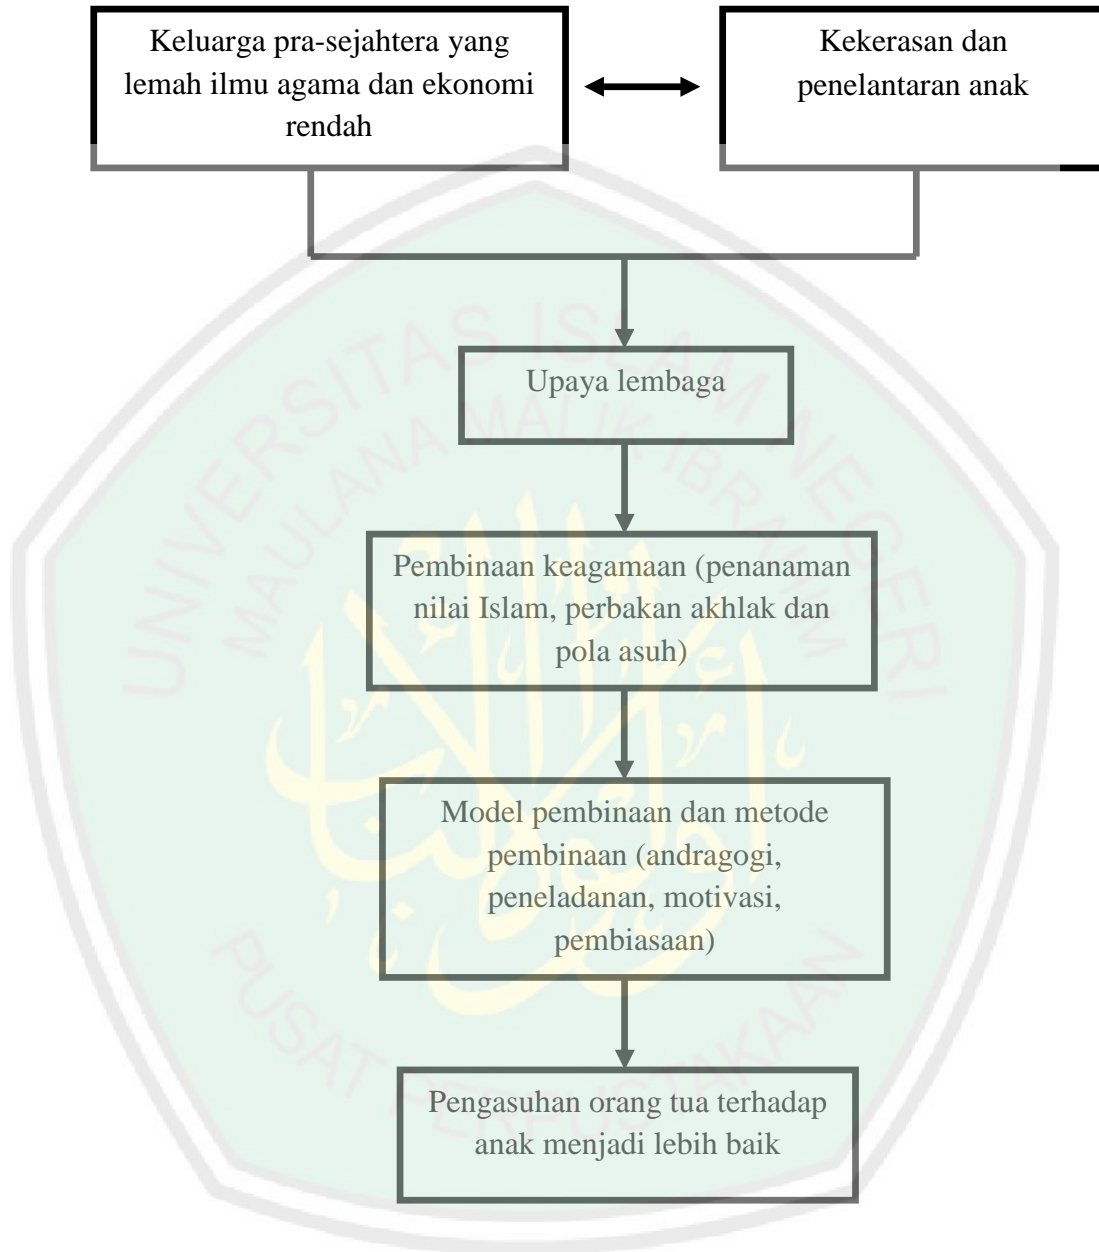 Keluarga pra-sejahtera yang
lemah ilmu agama dan ekonomi
rendah
Kekerasan dan
penelantaran anak
Upaya lembaga
Pembinaan keagamaan (penanaman
nilai Islam, perbakan akhlak dan
pola asuh)
Model pembinaan dan metode
pembinaan (andragogi,
peneladanan, motivasi,
pembiasaan)
Pengasuhan orang tua terhadap
anak menjadi lebih baik
UNIVERSITAS ISLAM NEGERI
MAULANA MALIK IBRAHIM
PUSAT PERPUSTAKAAN